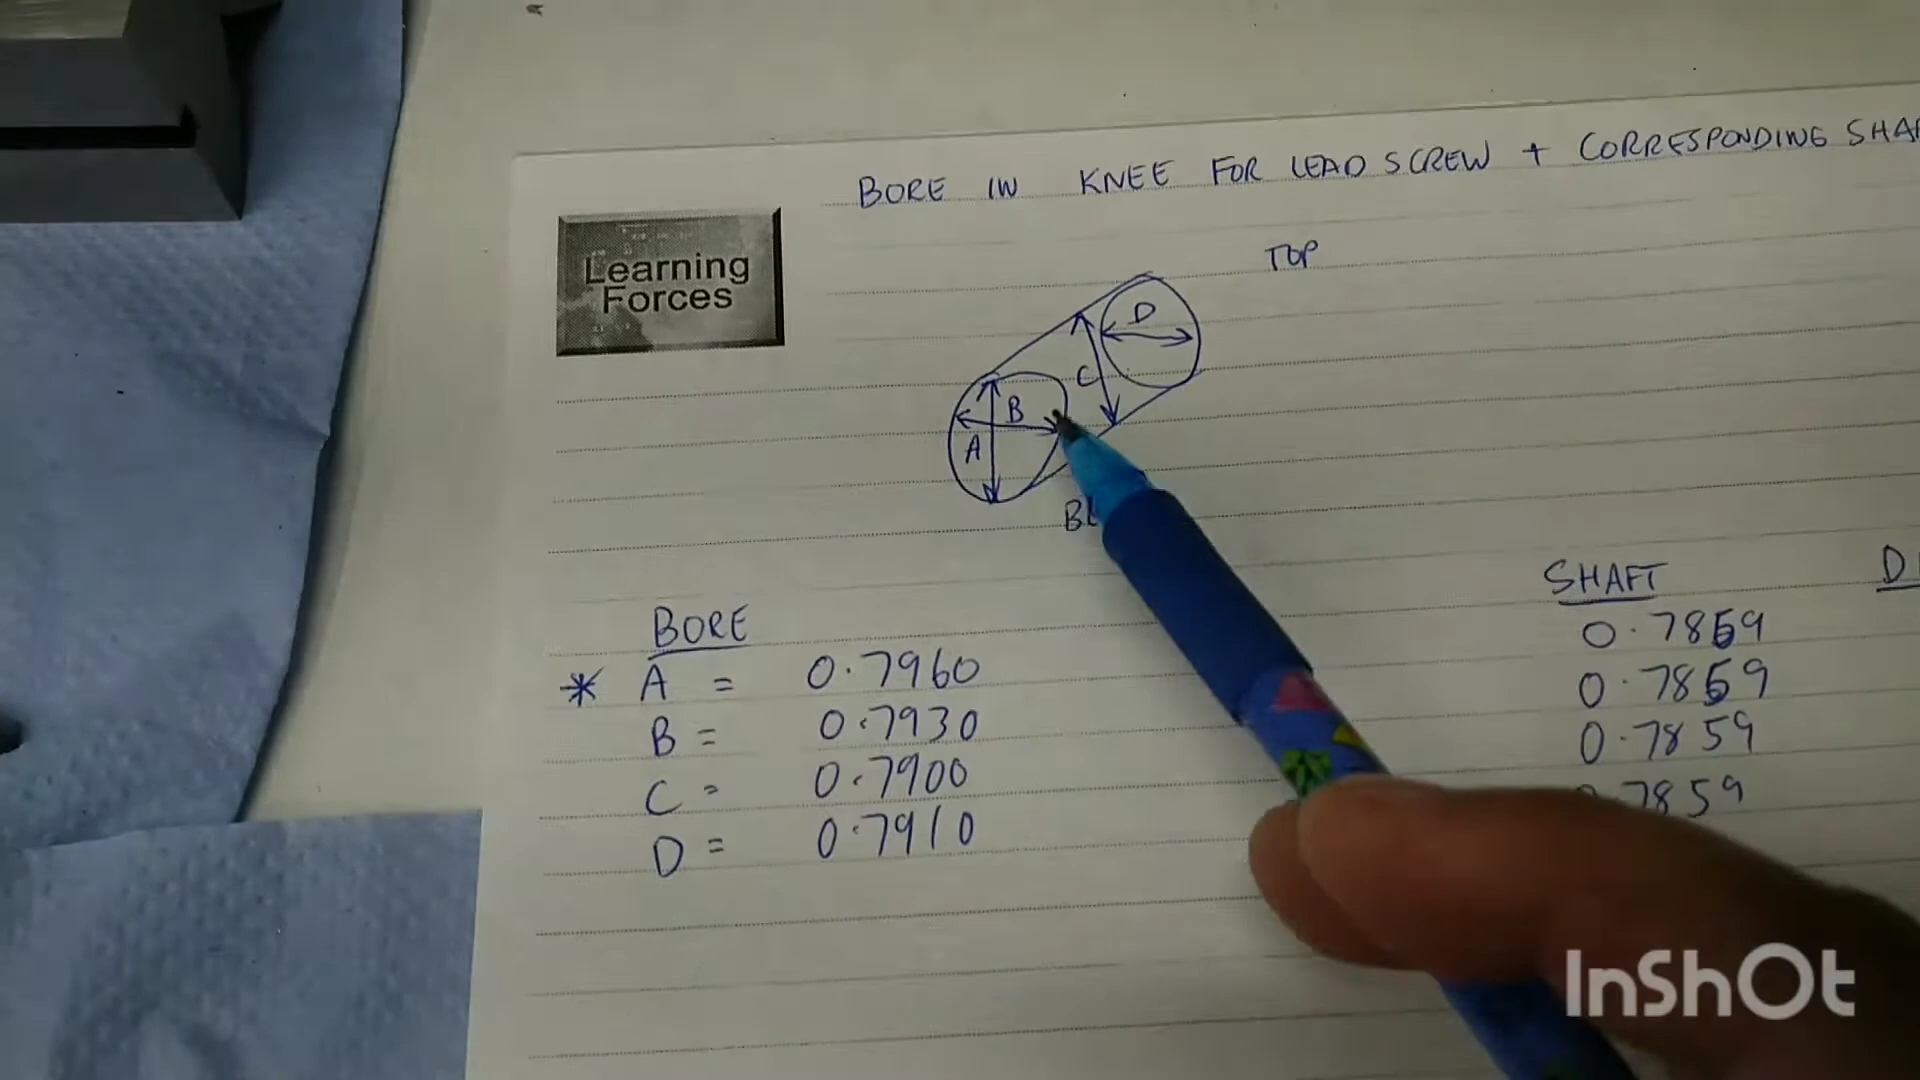 BORE IN KNEE FOR LEAD SCREW + CORRESPONDING
Learning
Forces
TOP
D
C
B
A
BORE
SHAFT
* A = 0.7960
0.7859
B = 0.7930
0.7859
C = 0.7900
0.7859
D = 0.7910
7859
InShOt